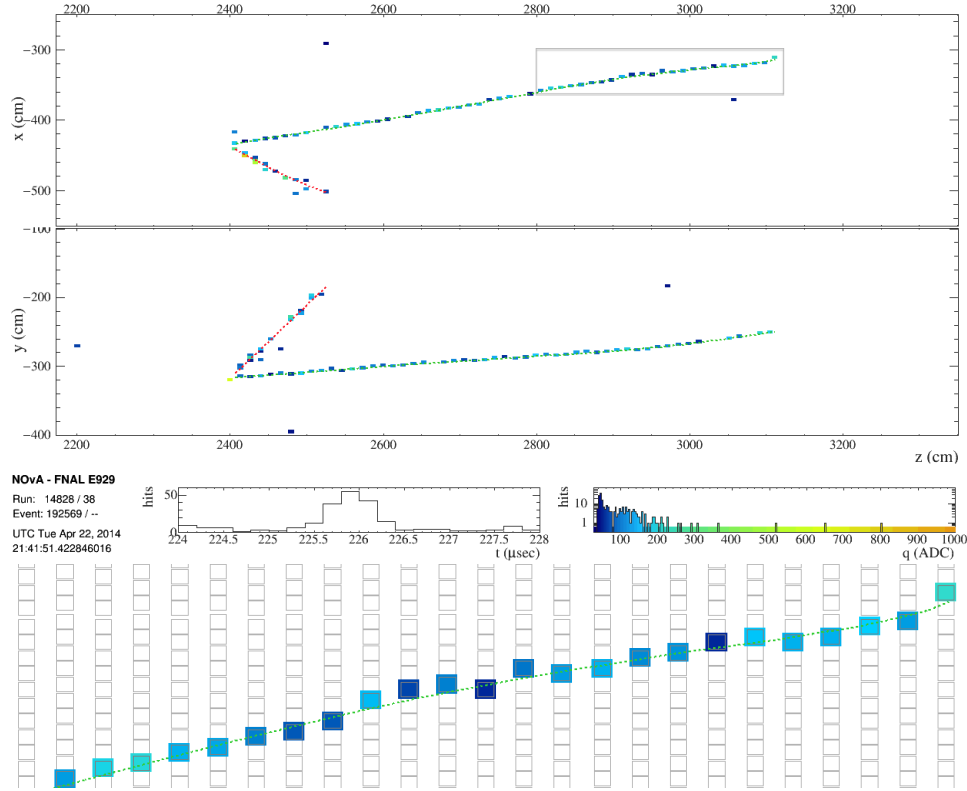 2200 2400 2600 2800 3000 3200
−300
−400
−500
x (cm)
−100
−200
−300
−400
y (cm)
2200 2400 2600 2800 3000 3200
z (cm)
NOvA - FNAL E929
Run: 14828 / 38
Event: 192569 / --
UTC Tue Apr 22, 2014
21:41:51.422846016
hits
50
0
224 224.5 225 225.5 226 226.5 227 227.5 228
t (μsec)
hits
10
1
100 200 300 400 500 600 700 800 900 1000
q (ADC)